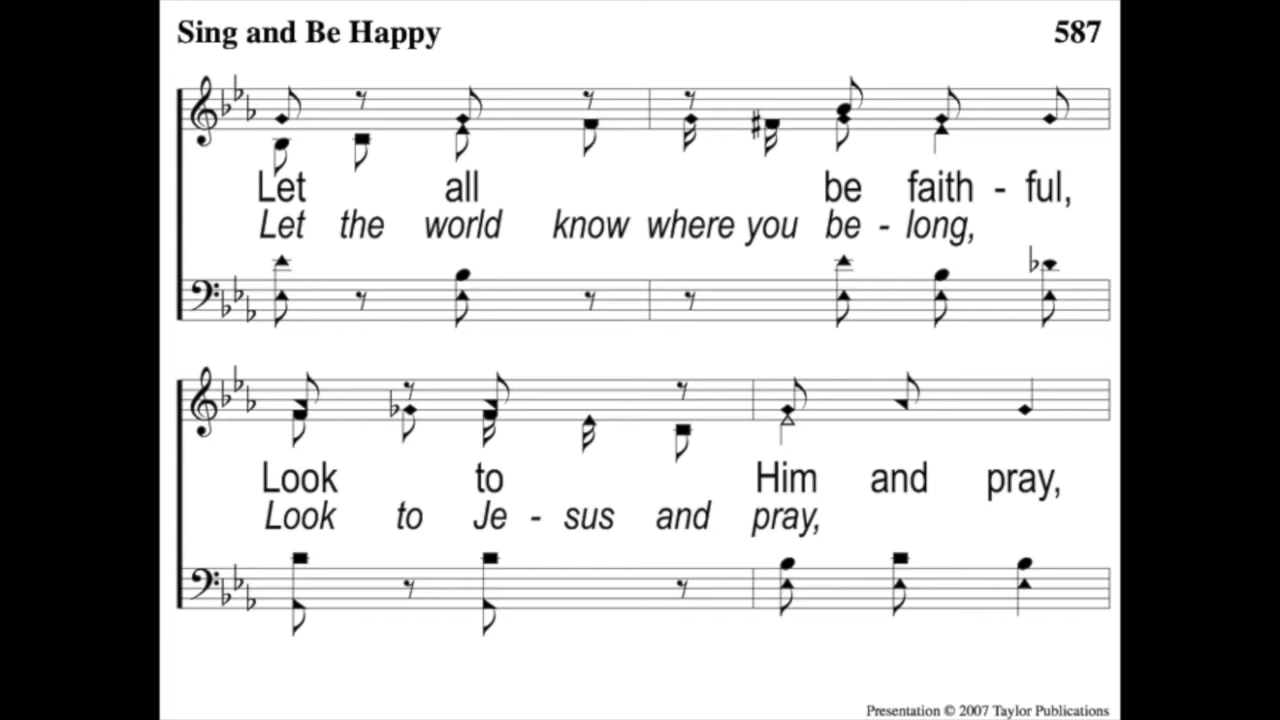 Sing and Be Happy 587
Let all be faith - ful,
Let the world know where you be - long,
Look to Him and pray,
Look to Je - sus and pray,
Presentation © 2007 Taylor Publications